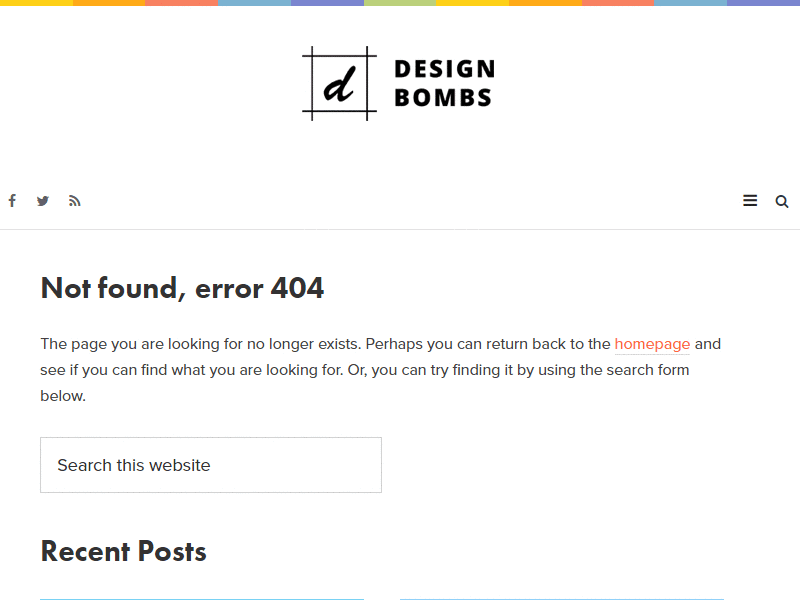 d
DESIGN
BOMBS
Not found, error 404
The page you are looking for no longer exists. Perhaps you can return back to the homepage and
see if you can find what you are looking for. Or, you can try finding it by using the search form
below.
Search this website
Recent Posts